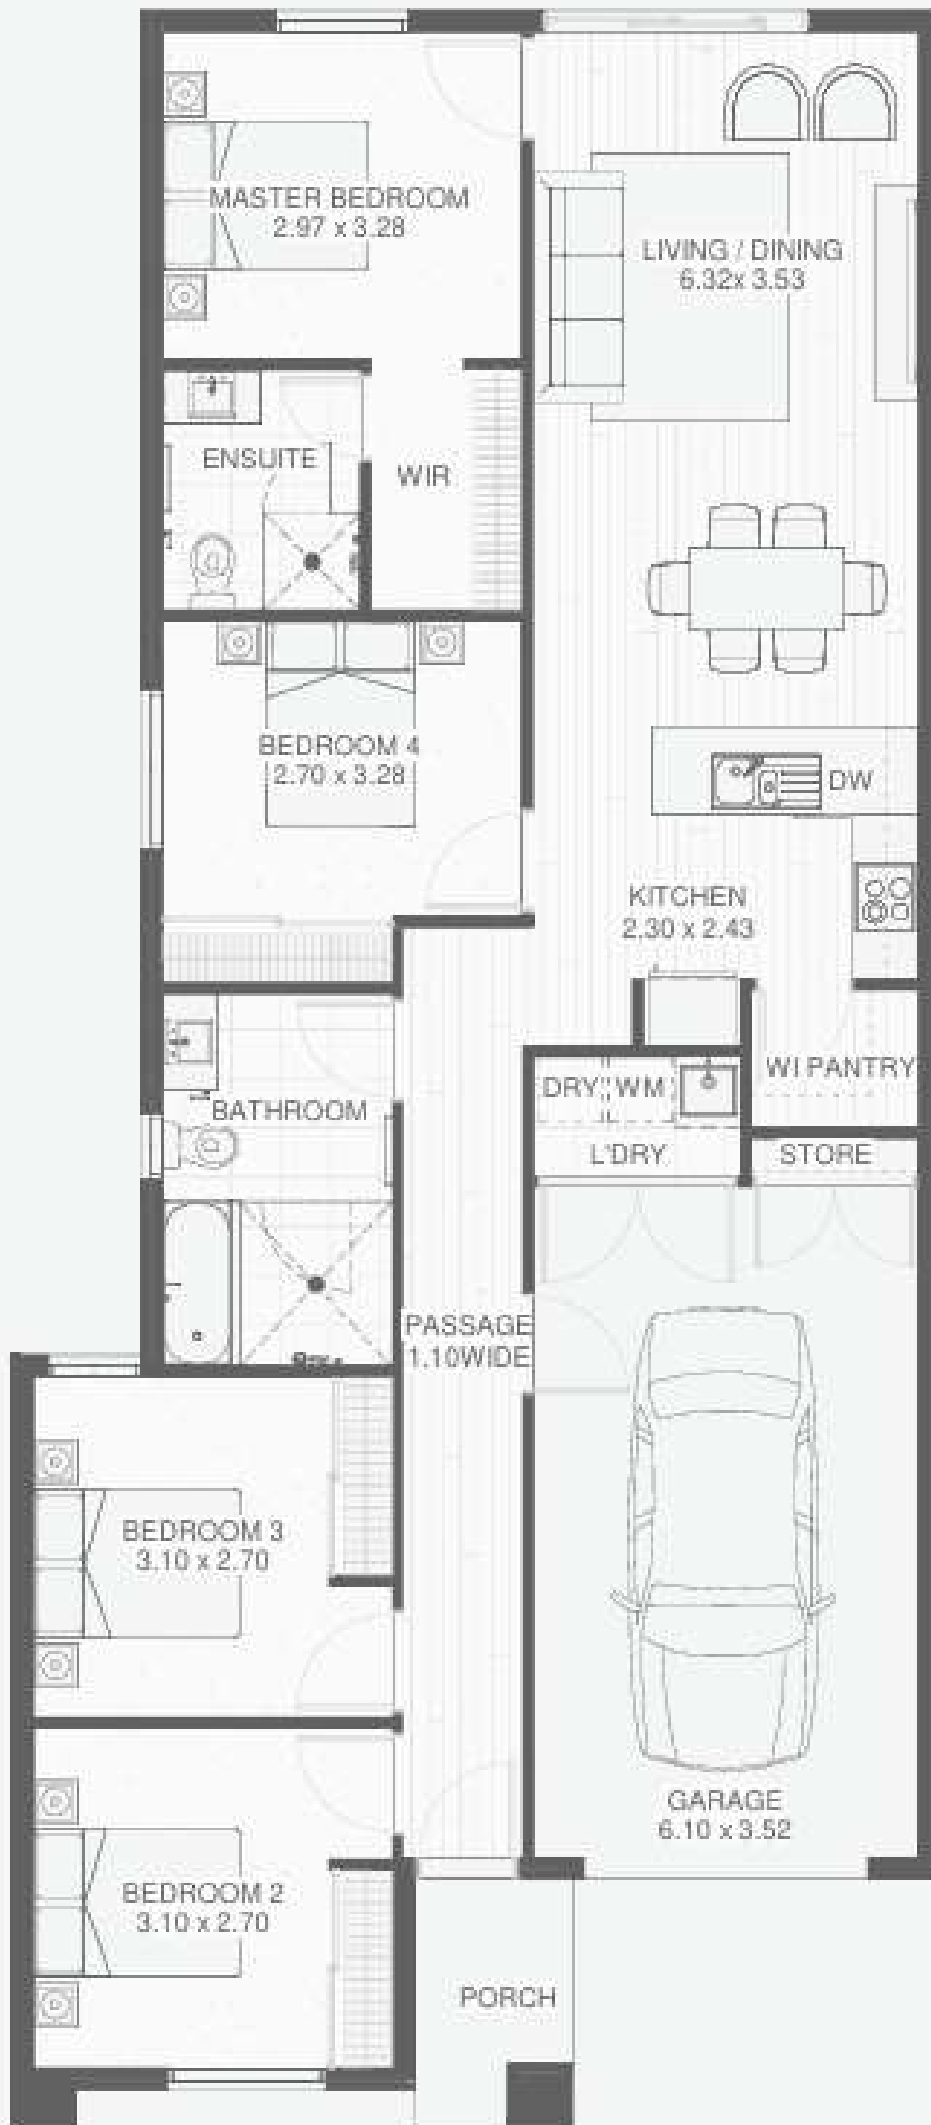 MASTER BEDROOM
2.97 x 3.28
LIVING / DINING
6.32x 3.53
ENSUITE
WIR
BEDROOM 4
2.70 x 3.28
DW
KITCHEN
2.30 x 2.43
WI PANTRY
DRY WM
BATHROOM
L'DRY
STORE
PASSAGE
1.10WIDE
BEDROOM 3
3.10 x 2.70
GARAGE
6.10 x 3.52
BEDROOM 2
3.10 x 2.70
PORCH